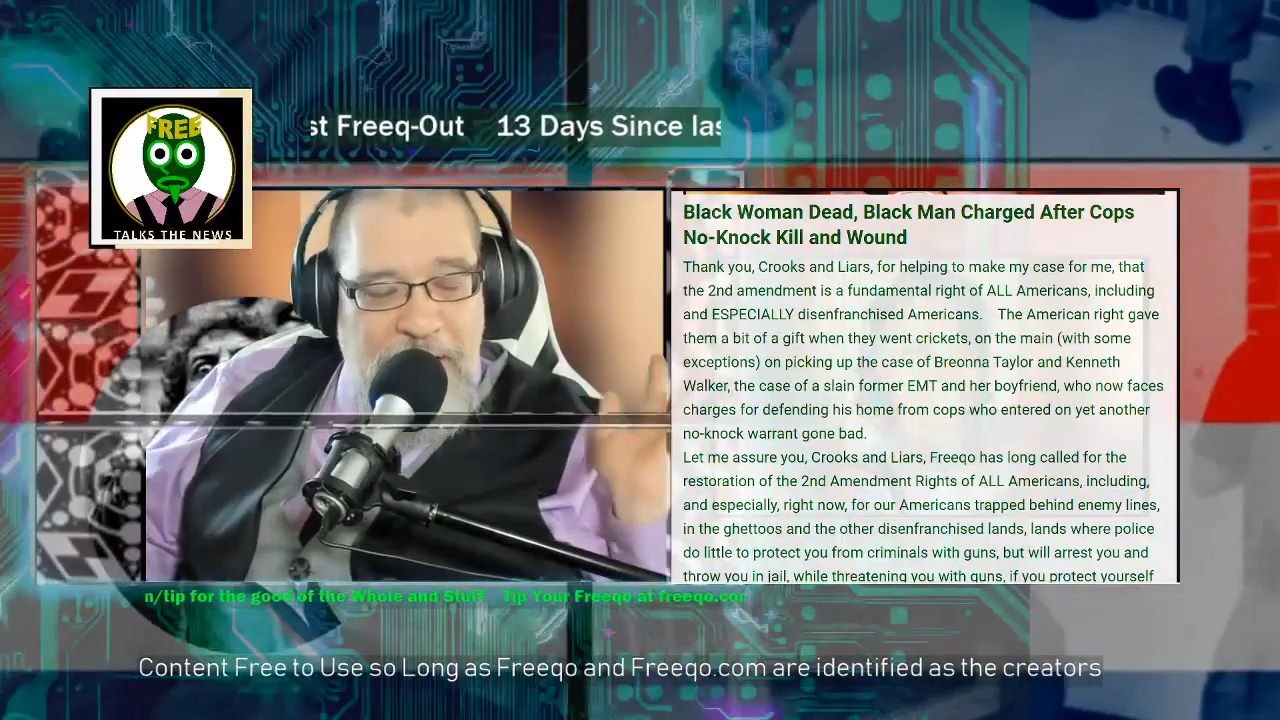 st Freeq-Out 13 Days Since las
FREE
TALKS THE NEWS
Black Woman Dead, Black Man Charged After Cops
No-Knock Kill and Wound
Thank you, Crooks and Liars, for helping to make my case for me, that
the 2nd amendment is a fundamental right of ALL Americans, including
and ESPECIALLY disenfranchised Americans. The American right gave
them a bit of a gift when they went crickets, on the main (with some
exceptions) on picking up the case of Breonna Taylor and Kenneth
Walker, the case of a slain former EMT and her boyfriend, who now faces
charges for defending his home from cops who entered on yet another
no-knock warrant gone bad.
Let me assure you, Crooks and Liars, Freeqo has long called for the
restoration of the 2nd Amendment Rights of ALL Americans, including,
and especially, right now, for our Americans trapped behind enemy lines,
in the ghettoos and the other disenfranchised lands, lands where police
do little to protect you from criminals with guns, but will arrest you and
throw you in jail, while threatening you with guns, if you protect yourself
n/tip for the good of the Whole and Stuff Tip Your Freeqo at freeqo.com
Content Free to Use so Long as Freeqo and Freeqo.com are identified as the creators